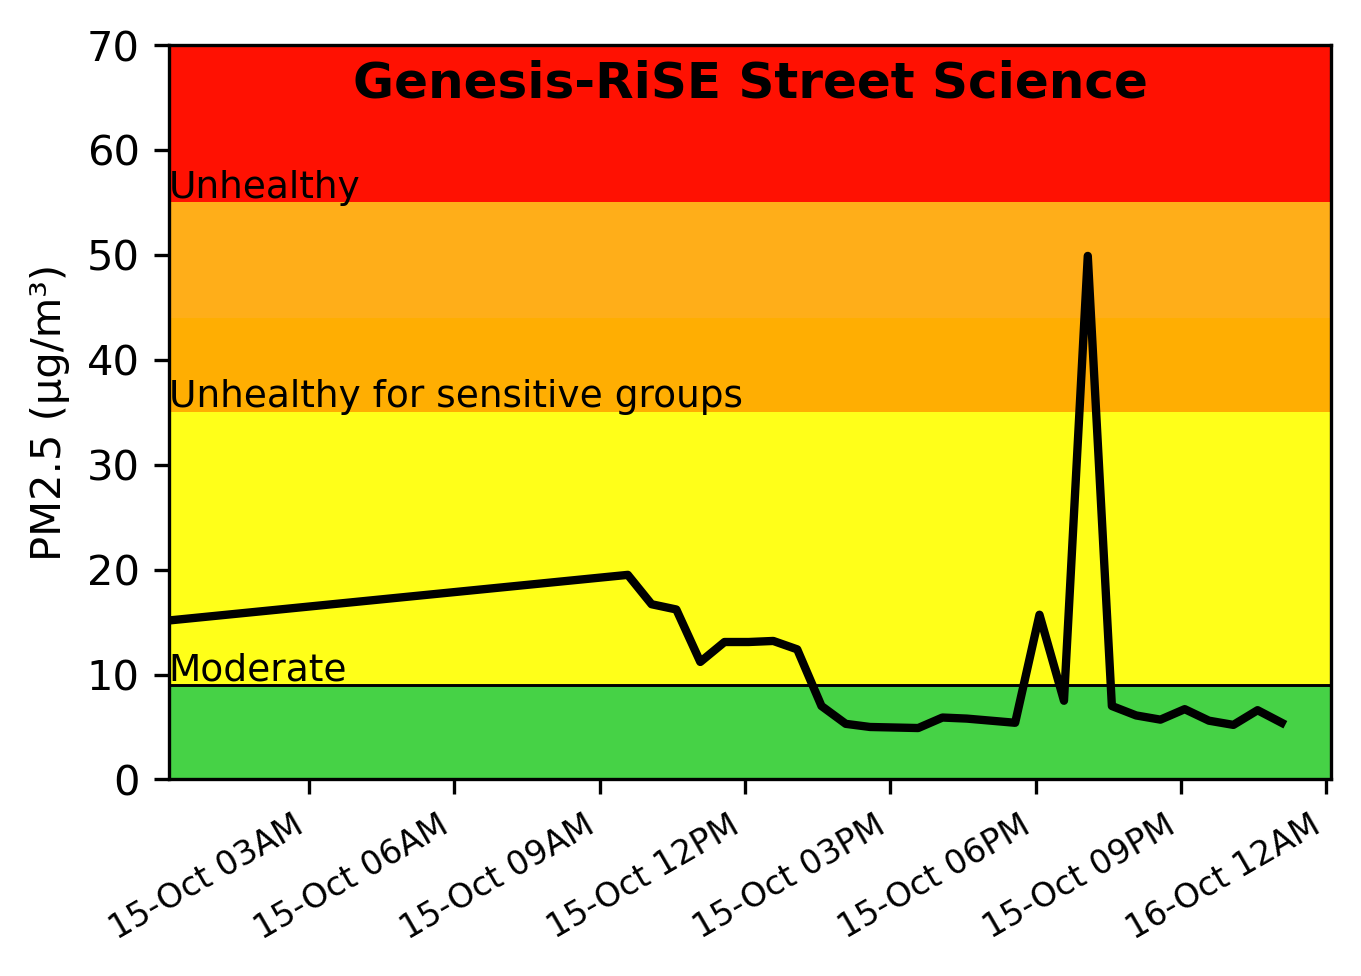 Genesis-RiSE Street Science
70
60
50
40
30
20
10
0
PM2.5 (µg/m³)
Unhealthy
Unhealthy for sensitive groups
Moderate
15-Oct 03AM
15-Oct 06AM
15-Oct 09AM
15-Oct 12PM
15-Oct 03PM
15-Oct 06PM
15-Oct 09PM
16-Oct 12AM